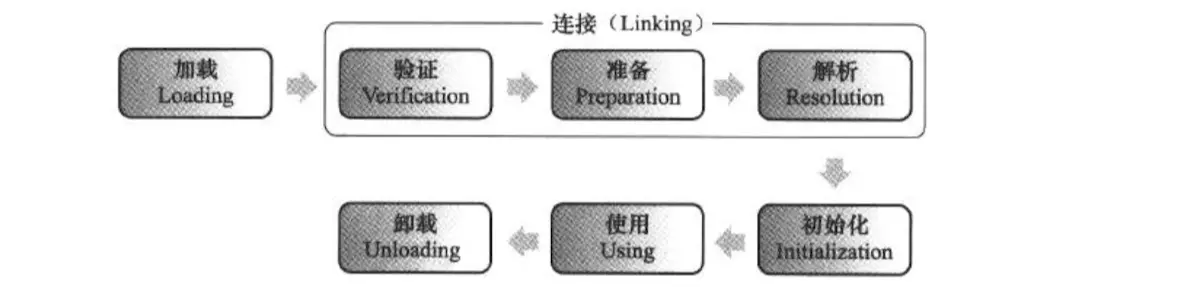 连接（Linking）
加载
Loading
验证
Verification
准备
Preparation
解析
Resolution
初始化
Initialization
使用
Using
卸载
Unloading